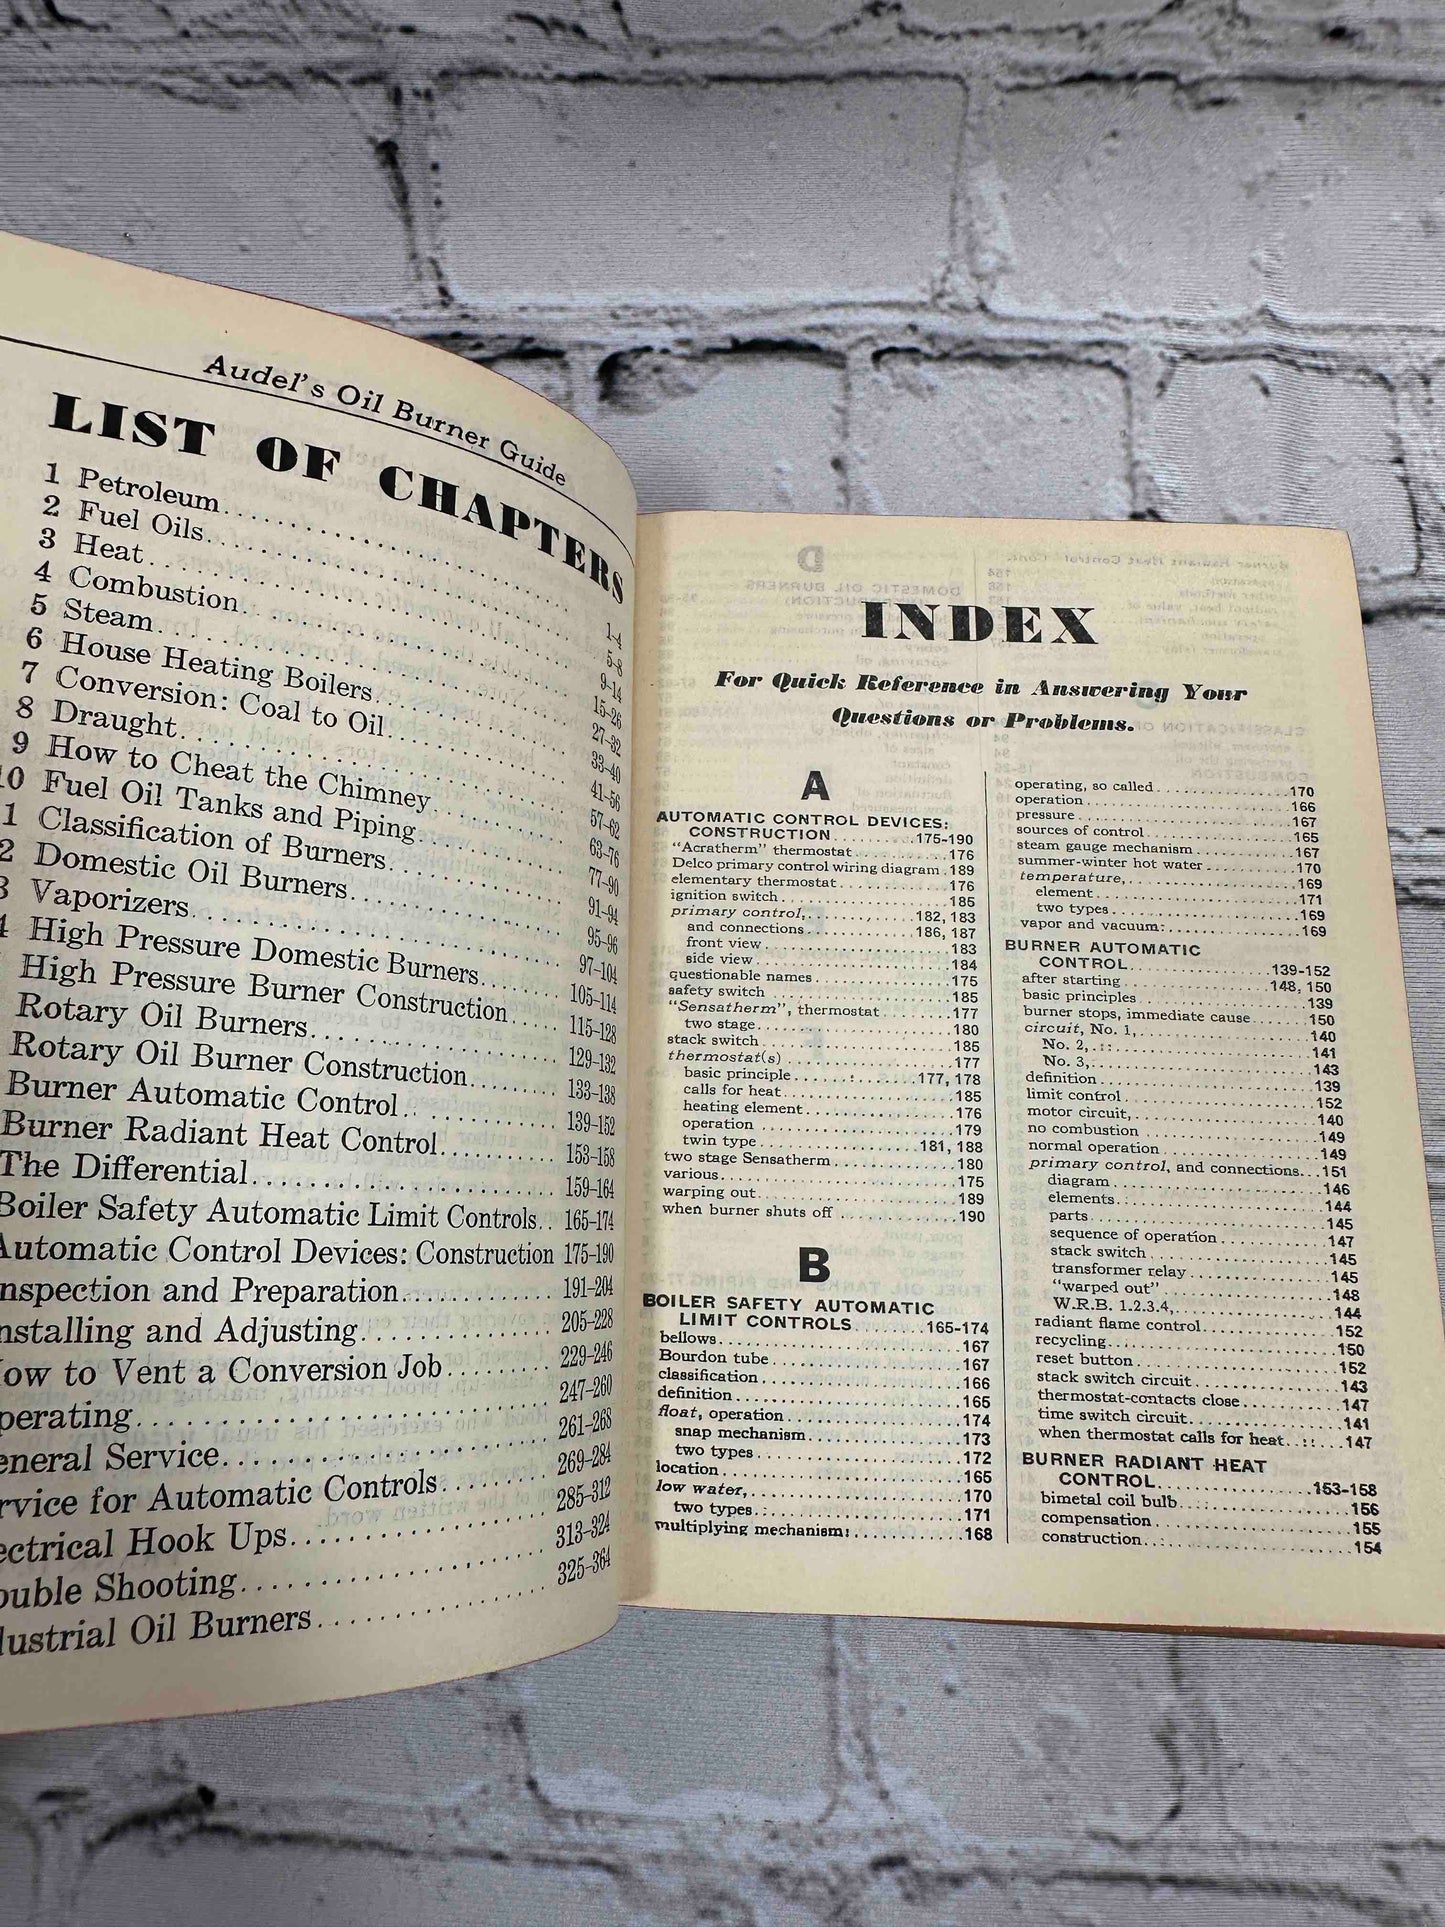 Audel's Oil Burner Guide
LIST OF CHAPTERS
1 Petroleum 1-4
2 Fuel Oils 5-8
3 Heat 9-14
4 Combustion 15-26
5 Steam 27-32
6 House Heating Boilers 33-40
7 Conversion: Coal to Oil 41-56
8 Draught 57-62
9 How to Cheat the Chimney 63-76
10 Fuel Oil Tanks and Piping 77-90
1 Classification of Burners 91-94
2 Domestic Oil Burners 95-96
3 Vaporizers 97-104
4 High Pressure Domestic Burners 105-114
High Pressure Burner Construction 115-128
Rotary Oil Burners 129-132
Rotary Oil Burner Construction 133-138
Burner Automatic Control 139-152
Burner Radiant Heat Control 153-158
The Differential 159-164
Boiler Safety Automatic Limit Controls 165-174
Automatic Control Devices: Construction 175-190
nspection and Preparation 191-204
nstalling and Adjusting 205-228
ow to Vent a Conversion Job 229-246
perating 247-260
eneral Service 261-268
rvice for Automatic Controls 269-284
ectrical Hook Ups 285-312
ouble Shooting 313-324
dustrial Oil Burners 325-364
INDEX
For Quick Reference in Answering Your
Questions or Problems.
A
AUTOMATIC CONTROL DEVICES:
CONSTRUCTION 175-190
"Acratherm" thermostat 176
Delco primary control wiring diagram 189
elementary thermostat 176
ignition switch 185
primary control, 182, 183
and connections 186, 187
front view 183
side view 184
questionable names 175
safety switch 185
"Sensatherm", thermostat 177
two stage 180
stack switch 185
thermostat(s) 177
basic principle 177, 178
calls for heat 185
heating element 176
operation 179
twin type 181, 188
two stage Sensatherm 180
various 175
warping out 189
when burner shuts off 190
B
BOILER SAFETY AUTOMATIC
LIMIT CONTROLS 165-174
bellows 167
Bourdon tube 167
classification 166
definition 165
float, operation 174
snap mechanism 173
two types 172
location 165
low water, 170
two types 171
multiplying mechanism: 168
operating, so called 170
operation 166
pressure 167
sources of control 165
steam gauge mechanism 167
summer-winter hot water 170
temperature, 169
element 171
two types 169
vapor and vacuum: 169
BURNER AUTOMATIC
CONTROL 139-152
after starting 148, 150
basic principles 139
burner stops, immediate cause 150
circuit, No. 1, 140
No. 2, 141
No. 3, 143
definition 139
limit control 152
motor circuit, 140
no combustion 149
normal operation 149
primary control, and connections 151
diagram 146
elements 144
parts 145
sequence of operation 147
stack switch 145
transformer relay 145
"warped out" 148
W.R.B. 1.2.3.4, 144
radiant flame control 152
recycling 150
reset button 152
stack switch circuit 143
thermostat-contacts close 147
time switch circuit 141
when thermostat calls for heat 147
BURNER RADIANT HEAT
CONTROL 153-158
bimetal coil bulb 156
compensation 155
construction 154